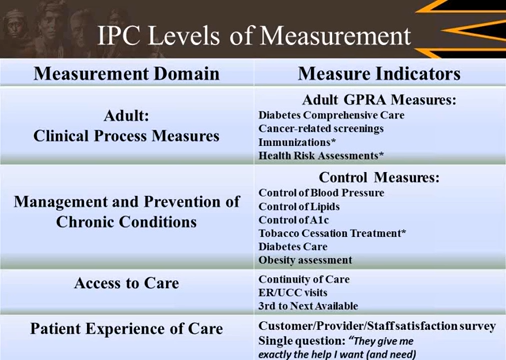 IPC Levels of Measurement
Measurement Domain
Measure Indicators
Adult:
Clinical Process Measures
Adult GPRA Measures:
Diabetes Comprehensive Care
Cancer-related screenings
Immunizations*
Health Risk Assessments*
Management and Prevention of
Chronic Conditions
Control Measures:
Control of Blood Pressure
Control of Lipids
Control of A1c
Tobacco Cessation Treatment*
Diabetes Care
Obesity assessment
Access to Care
Continuity of Care
ER/UCC visits
3rd to Next Available
Patient Experience of Care
Customer/Provider/Staff satisfaction survey
Single question: "They give me
exactly the help I want (and need)